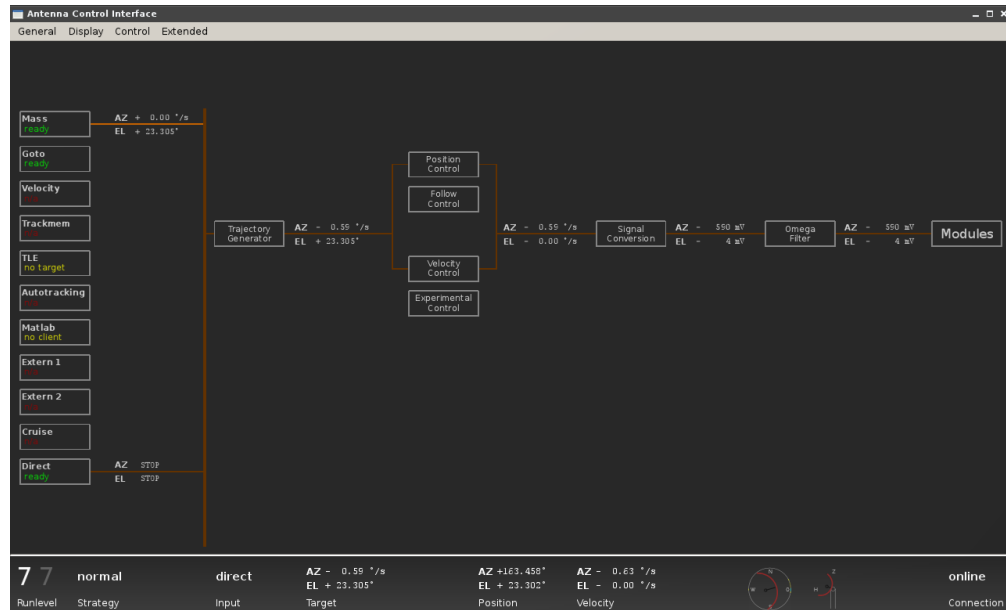 Antenna Control Interface
General Display Control Extended
Mass
ready
AZ + 0.00 °/s
EL + 23.305°
Goto
ready
Velocity
Trackmem
TLE
no target
Autotracking
Matlab
no client
Extern 1
Extern 2
Cruise
Direct
ready
AZ STOP
EL STOP
Trajectory
Generator
AZ - 0.59 °/s
EL + 23.305°
Position
Control
Follow
Control
Velocity
Control
Experimental
Control
AZ - 0.59 °/s
EL - 0.00 °/s
Signal
Conversion
AZ - 590 mV
EL - 4 mV
Omega
Filter
AZ - 590 mV
EL - 4 mV
Modules
7 7
Runlevel
normal
Strategy
direct
Input
AZ - 0.59 °/s
EL + 23.305°
Target
AZ +163.458°
EL + 23.302°
Position
AZ - 0.63 °/s
EL - 0.00 °/s
Velocity
N
W
Z
H
online
Connection